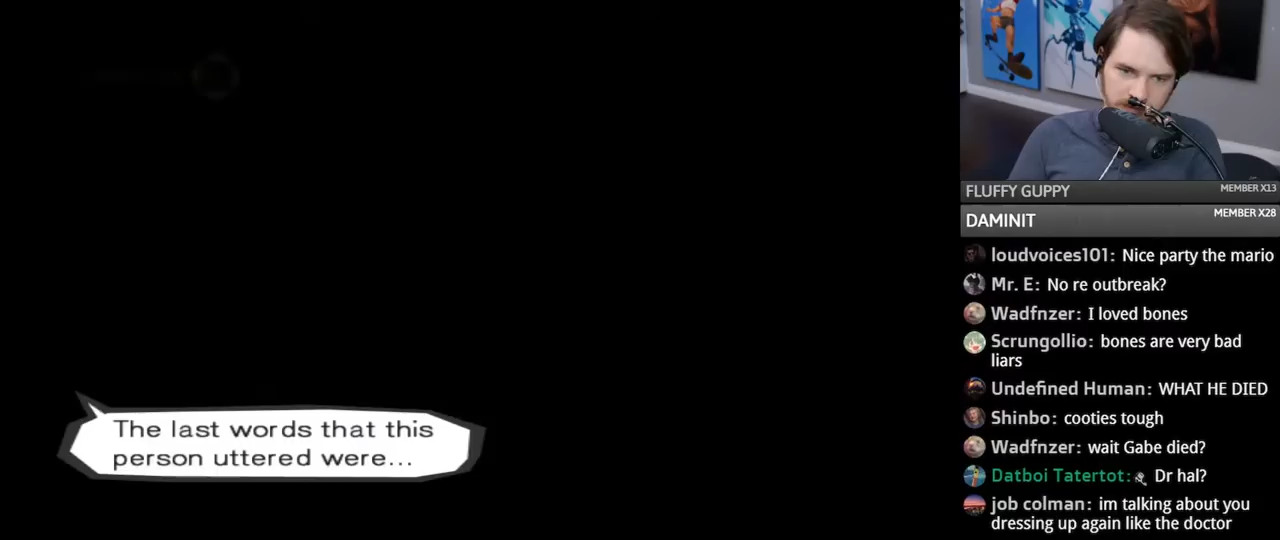 The last words that this
person uttered were...
FLUFFY GUPPY
MEMBER X13
DAMINIT
MEMBER X28
loudvoices101: Nice party the mario
Mr. E: No re outbreak?
Wadfnzer: I loved bones
Scrungollio: bones are very bad
liars
Undefined Human: WHAT HE DIED
Shinbo: cooties tough
Wadfnzer: wait Gabe died?
Datboi Tatertot: Dr hal?
job colman: im talking about you
dressing up again like the doctor